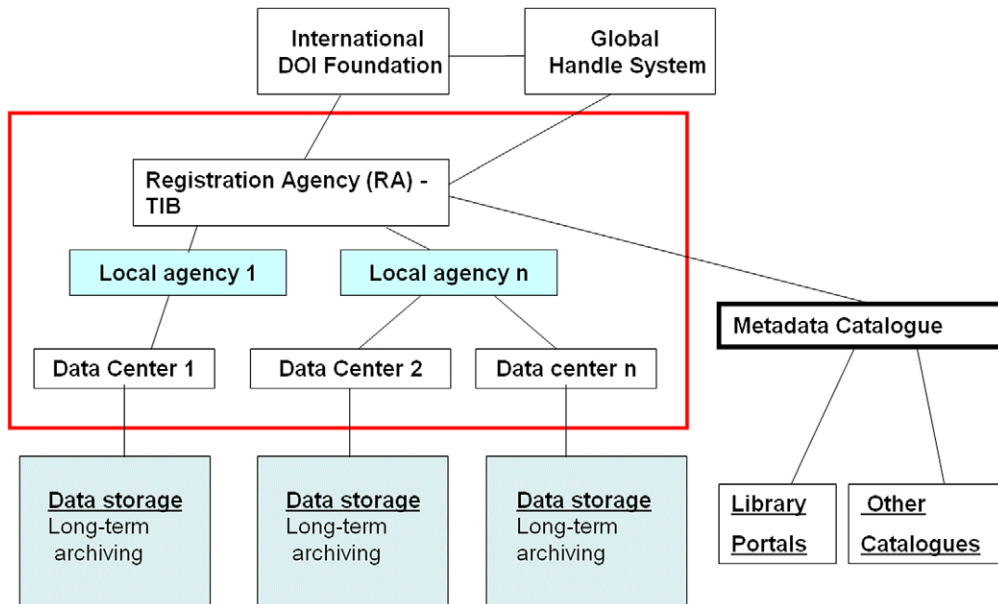 International
DOI Foundation
Global
Handle System
Registration Agency (RA) -
TIB
Local agency 1
Local agency n
Metadata Catalogue
Data Center 1
Data Center 2
Data center n
Data storage
Long-term
archiving
Data storage
Long-term
archiving
Data storage
Long-term
archiving
Library
Portals
Other
Catalogues